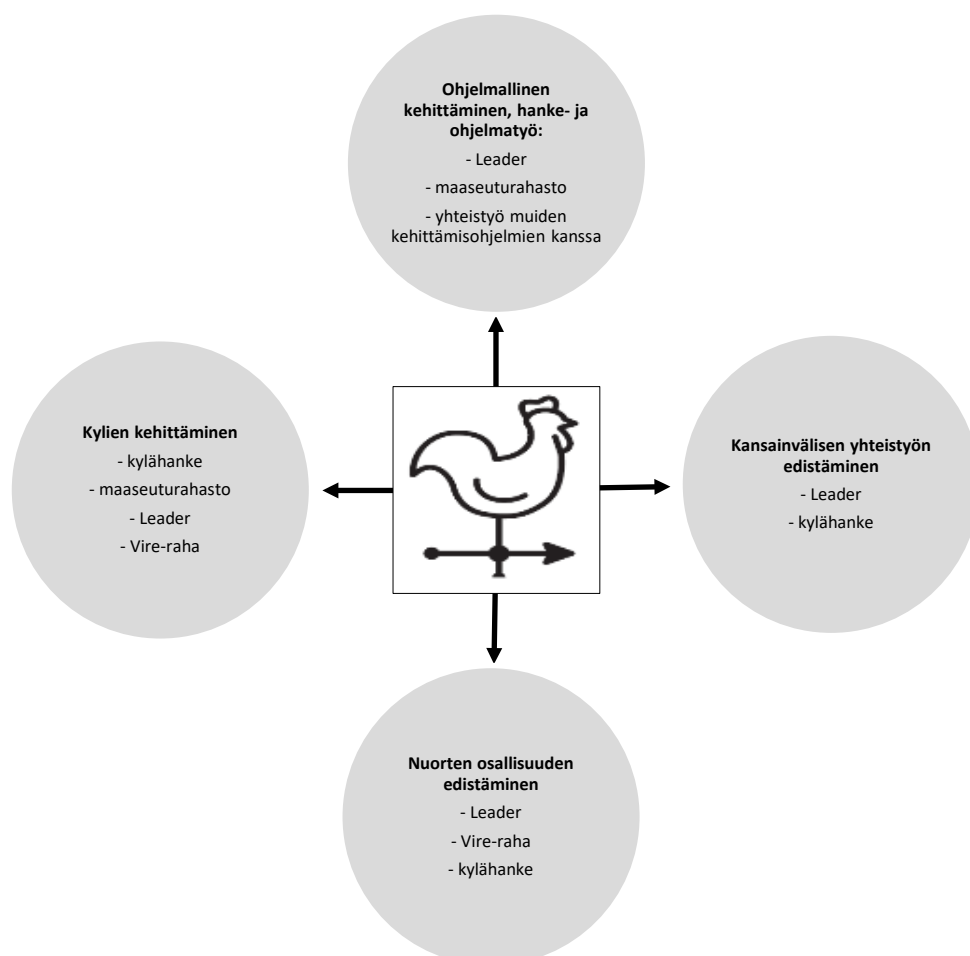 Ohjelmallinen
kehittäminen, hanke- ja
ohjelmatyö:
- Leader
- maaseuturahasto
- yhteistyö muiden
kehittämisohjelmien kanssa
Kylien kehittäminen
- kylähanke
- maaseuturahasto
- Leader
- Vire-raha
Kansainvälisen yhteistyön
edistäminen
- Leader
- kylähanke
Nuorten osallisuuden
edistäminen
- Leader
- Vire-raha
- kylähanke